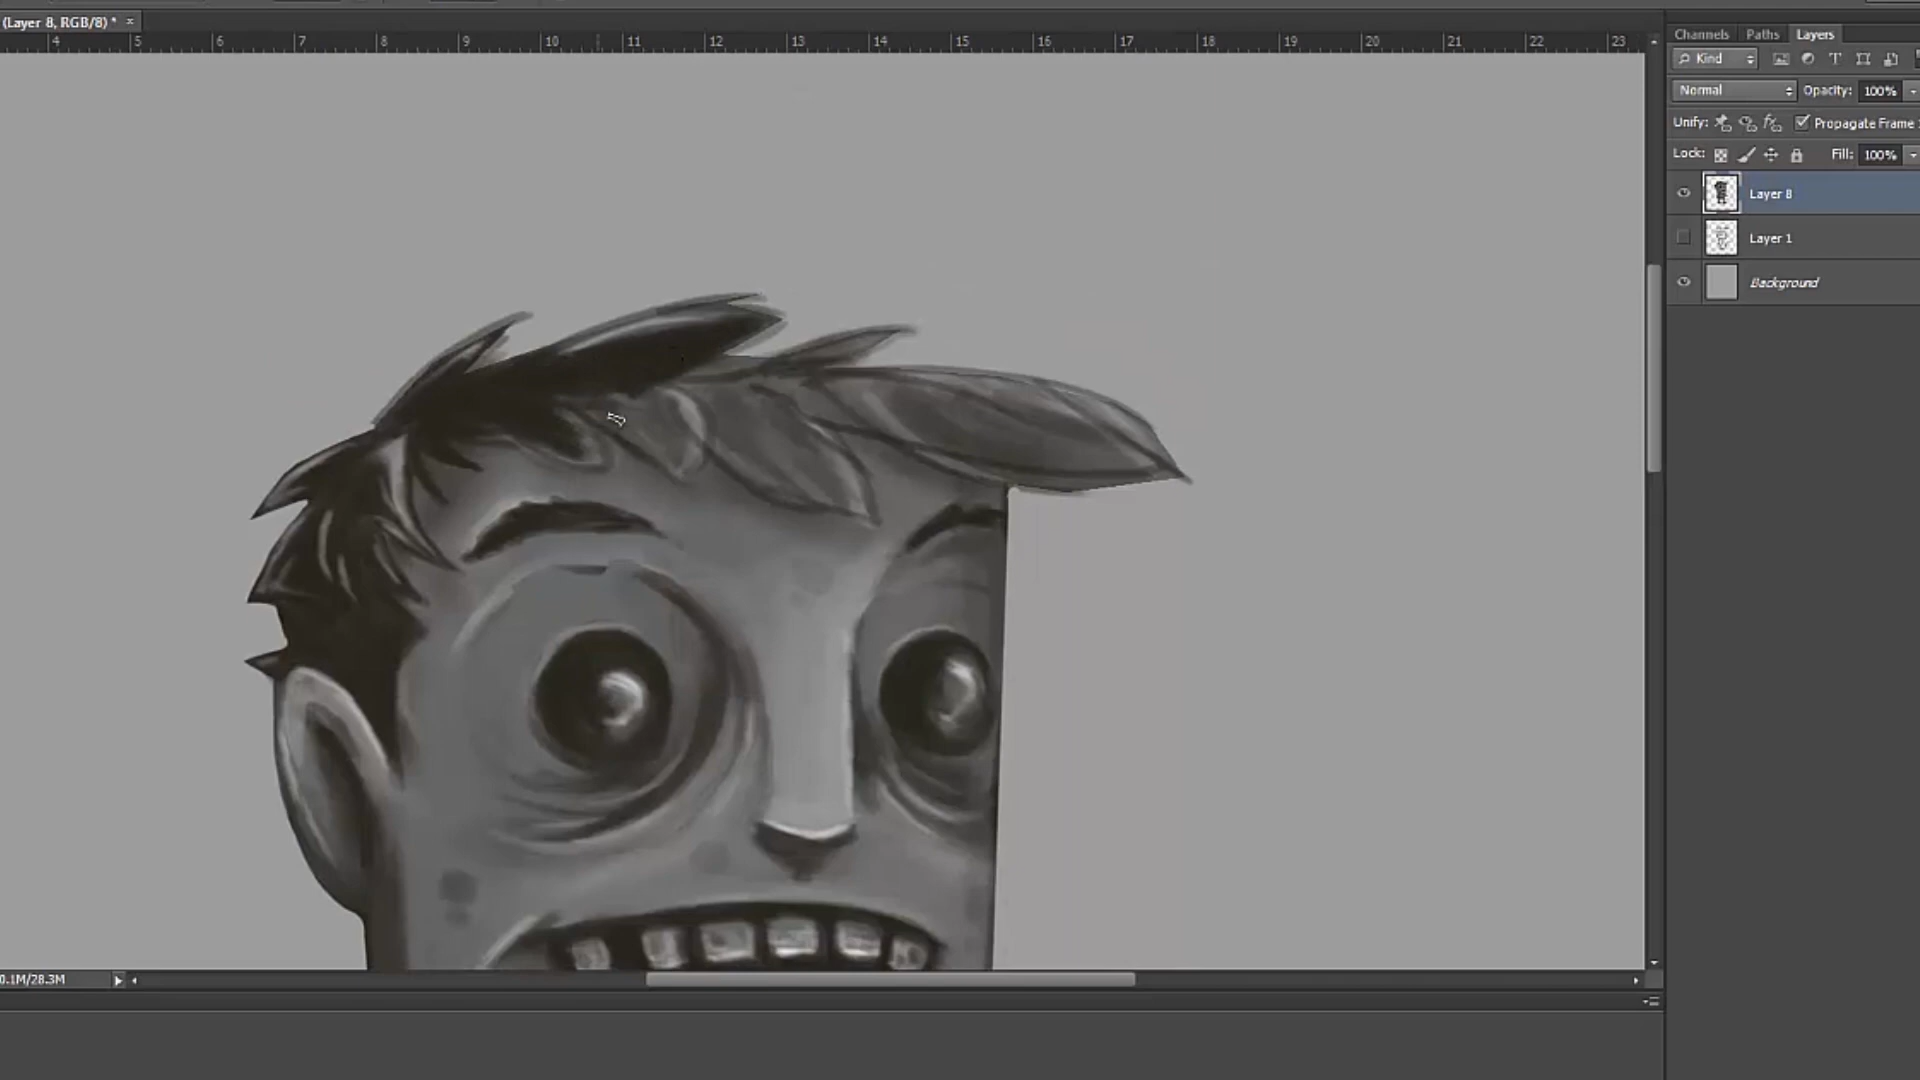 (Layer 8, RGB/8) *
4 5 6 7 8 9 10 11 12 13 14 15 16 17 18 19 20 21 22 23
Channels Paths Layers
Kind
Normal Opacity: 100%
Unify: Propagate Frame
Lock: Fill: 100%
Layer 8
Layer 1
Background
0.1M/28.3M